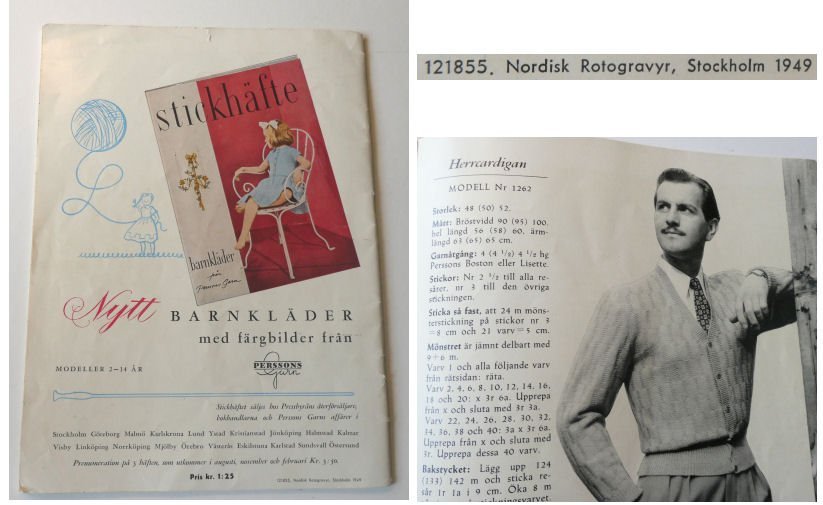 stickhäfte
barnkläder
från
Persons Garn
Nytt BARNKLÄDER
med färgbilder från
MODELLER 2–14 ÅR
PERSSONS
Garn
Stickhäftet säljes hos Pressbyråns återförsäljare,
bokhandlarna och Perssons Garns affärer i
Stockholm Göteborg Malmö Karlskrona Lund Ystad Kristianstad Jönköping Halmstad Kalmar
Visby Linköping Norrköping Mjölby Örebro Västerås Eskilstuna Karlstad Sundsvall Östersund
Prenumeration på 3 häften, som utkommer i augusti, november och februari Kr. 3:50.
Pris kr. 1:25
121855. Nordisk Rotogravyr, Stockholm 1949
121855. Nordisk Rotogravyr, Stockholm 1949
Herrcardigan
MODELL Nr 1262
Storlek: 48 (50) 52.
Mått: Bröstvidd 90 (95) 100,
hel längd 56 (58) 60, ärm-
längd 63 (65) 65 cm.
Garnåtgång: 4 (4 1/2) 4 1/2 hg
Perssons Boston eller Lisette.
Stickor: Nr 2 1/2 till alla re-
sårer, nr 3 till den övriga
stickningen.
Sticka så fast, att 24 m möns-
terstickning på stickor nr 3
=8 cm och 21 varv=5 cm.
Mönstret är jämnt delbart med
9+6 m.
Varv 1 och alla följande varv
från rätsidan: räta.
Varv 2, 4, 6, 8, 10, 12, 14, 16,
18 och 20: x 3r 6a. Upprepa
från x och sluta med 3r 3a.
Varv 22, 24, 26, 28, 30, 32,
34, 36, 38 och 40: 3a x 3r 6a.
Upprepa från x och sluta med
3r. Upprepa dessa 40 varv.
Bakstycket: Lägg upp 124
(133) 142 m och sticka re-
sår 1r 1a i 9 cm. Öka 8 m